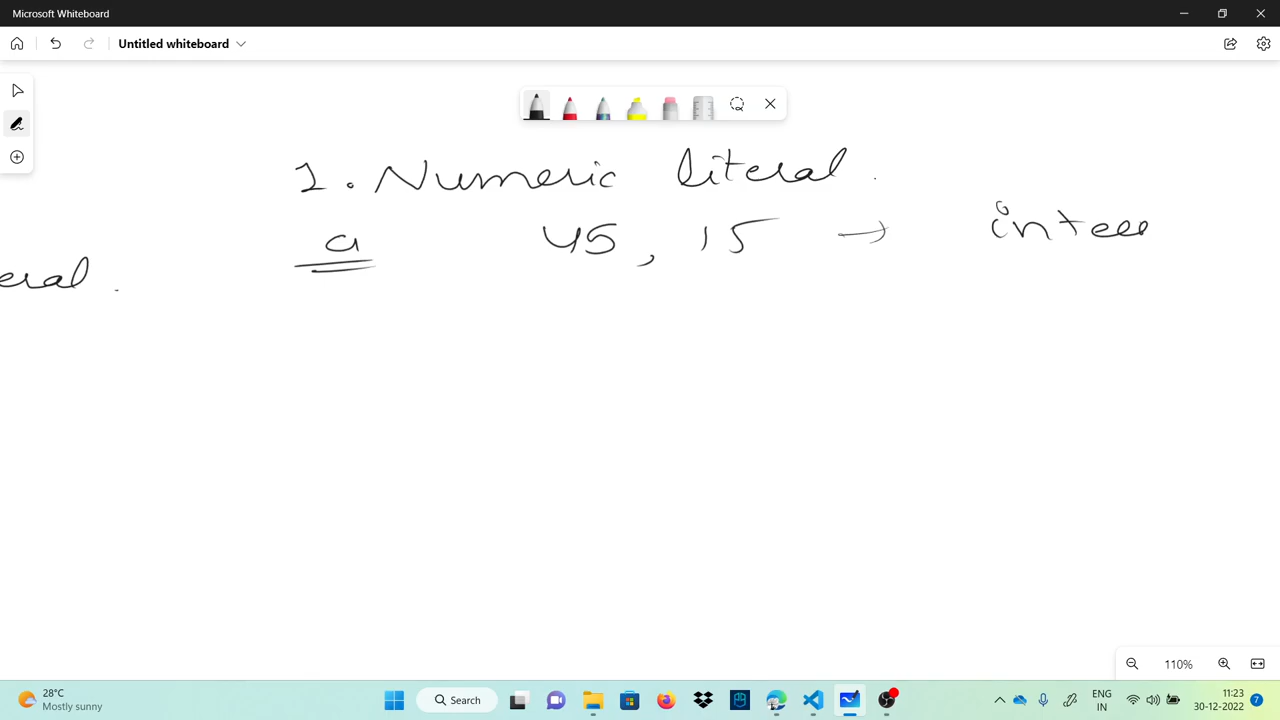 Microsoft Whiteboard
Untitled whiteboard
1. Numeric literal.
a 45, 15 →
eral.
110%
28°C
Mostly sunny
Search
ENG
IN
11:23
30-12-2022
7